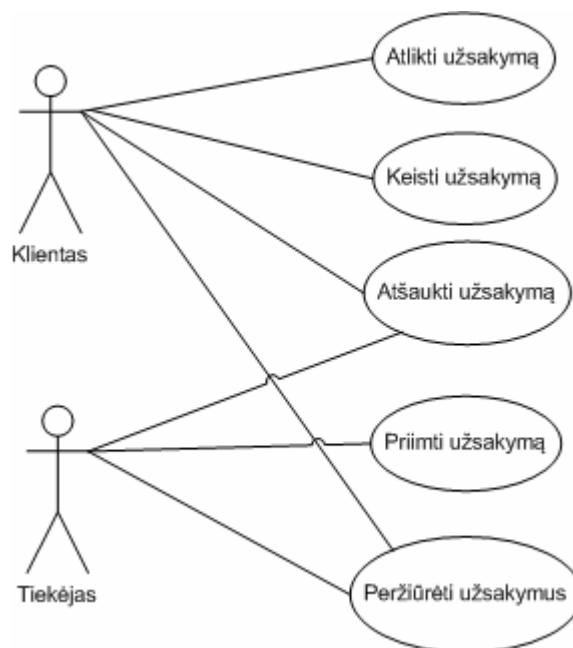 Atlikti užsakymą
Keisti užsakymą
Klientas
Atšaukti užsakymą
Priimti užsakymą
Tiekėjas
Peržiūrėti užsakymus